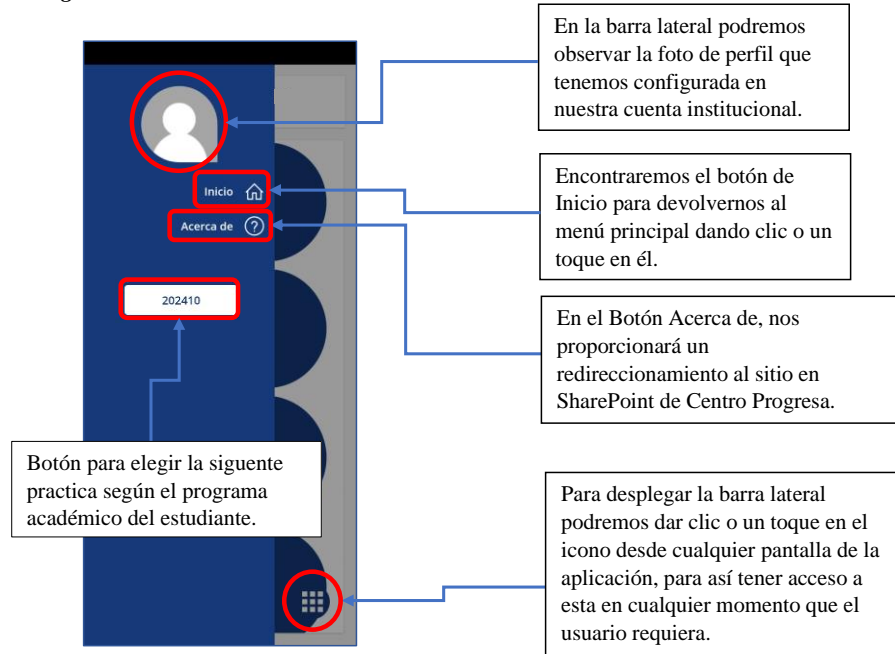 En la barra lateral podremos
observar la foto de perfil que
tenemos configurada en
nuestra cuenta institucional.
Inicio
Acerca de
Encontraremos el botón de
Inicio para devolvernos al
menú principal dando clic o un
toque en él.
202410
En el Botón Acerca de, nos
proporcionará un
redireccionamiento al sitio en
SharePoint de Centro Progresa.
Botón para elegir la siguente
practica según el programa
académico del estudiante.
Para desplegar la barra lateral
podremos dar clic o un toque en el
icono desde cualquier pantalla de la
aplicación, para así tener acceso a
esta en cualquier momento que el
usuario requiera.